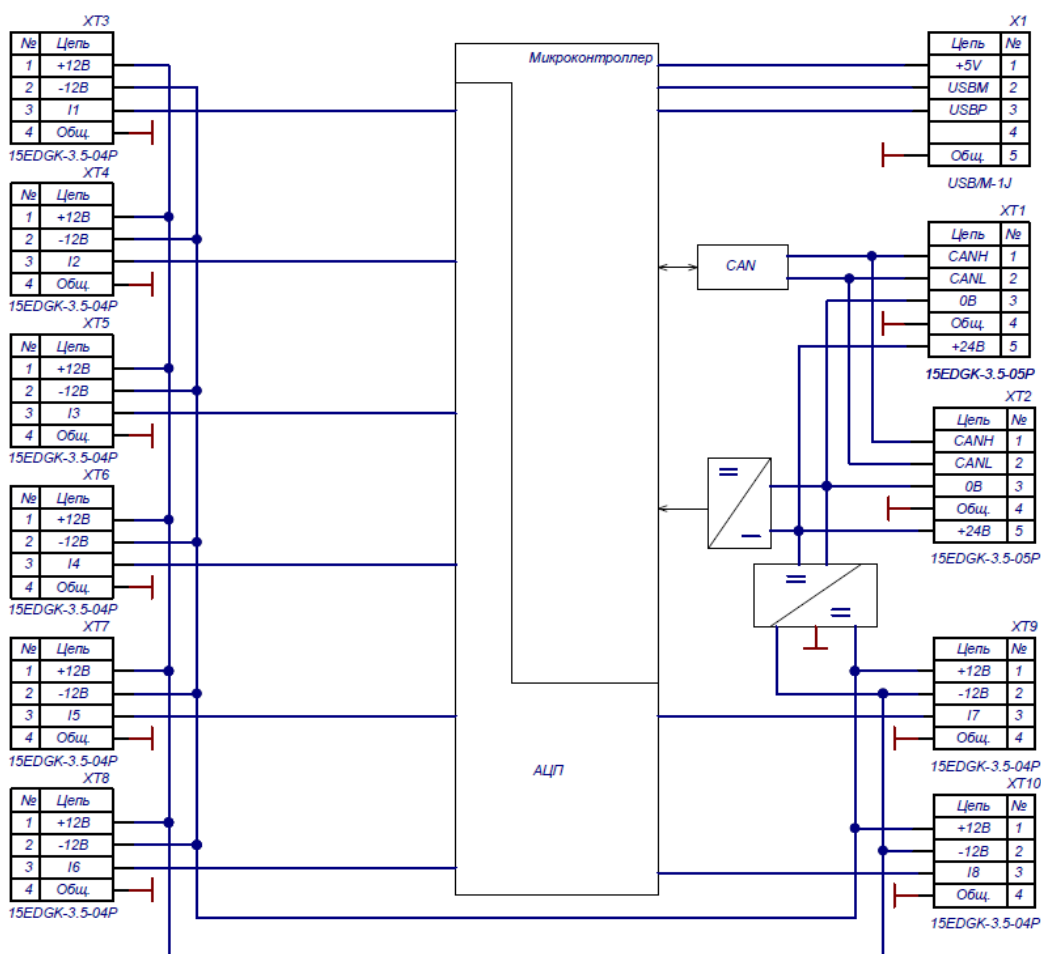 XT3
№ Цепь
1 +12В
2 -12В
3 I1
4 Общ.
15EDGK-3.5-04P
XT4
№ Цепь
1 +12В
2 -12В
3 I2
4 Общ.
15EDGK-3.5-04P
XT5
№ Цепь
1 +12В
2 -12В
3 I3
4 Общ.
15EDGK-3.5-04P
XT6
№ Цепь
1 +12В
2 -12В
3 I4
4 Общ.
15EDGK-3.5-04P
XT7
№ Цепь
1 +12В
2 -12В
3 I5
4 Общ.
15EDGK-3.5-04P
XT8
№ Цепь
1 +12В
2 -12В
3 I6
4 Общ.
15EDGK-3.5-04P
Микроконтроллер
АЦП
CAN
X1
Цепь №
+5V 1
USBM 2
USBP 3
4
Общ. 5
USB/M-1J
XT1
Цепь №
CANH 1
CANL 2
0В 3
Общ. 4
+24В 5
15EDGK-3.5-05P
XT2
Цепь №
CANH 1
CANL 2
0В 3
Общ. 4
+24В 5
15EDGK-3.5-05P
XT9
Цепь №
+12В 1
-12В 2
I7 3
Общ. 4
15EDGK-3.5-04P
XT10
Цепь №
+12В 1
-12В 2
I8 3
Общ. 4
15EDGK-3.5-04P